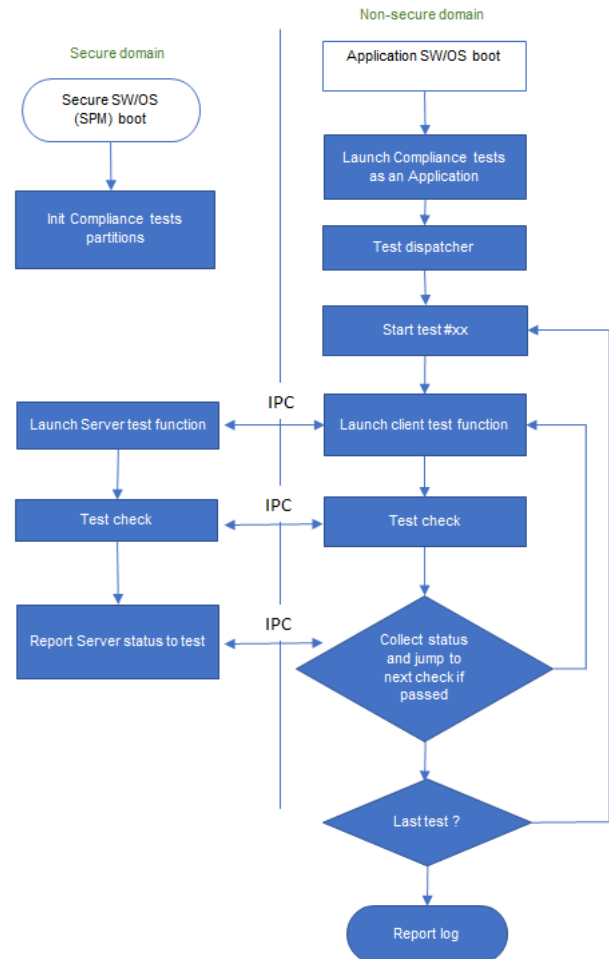 Non-secure domain
Secure domain
Application SW/OS boot
Secure SW/OS
(SPM) boot
Launch Compliance tests
as an Application
Init Compliance tests
partitions
Test dispatcher
Start test #xx
IPC
Launch Server test function
Launch client test function
IPC
Test check
Test check
IPC
Report Server status to test
Collect status
and jump to
next check if
passed
Last test ?
Report log